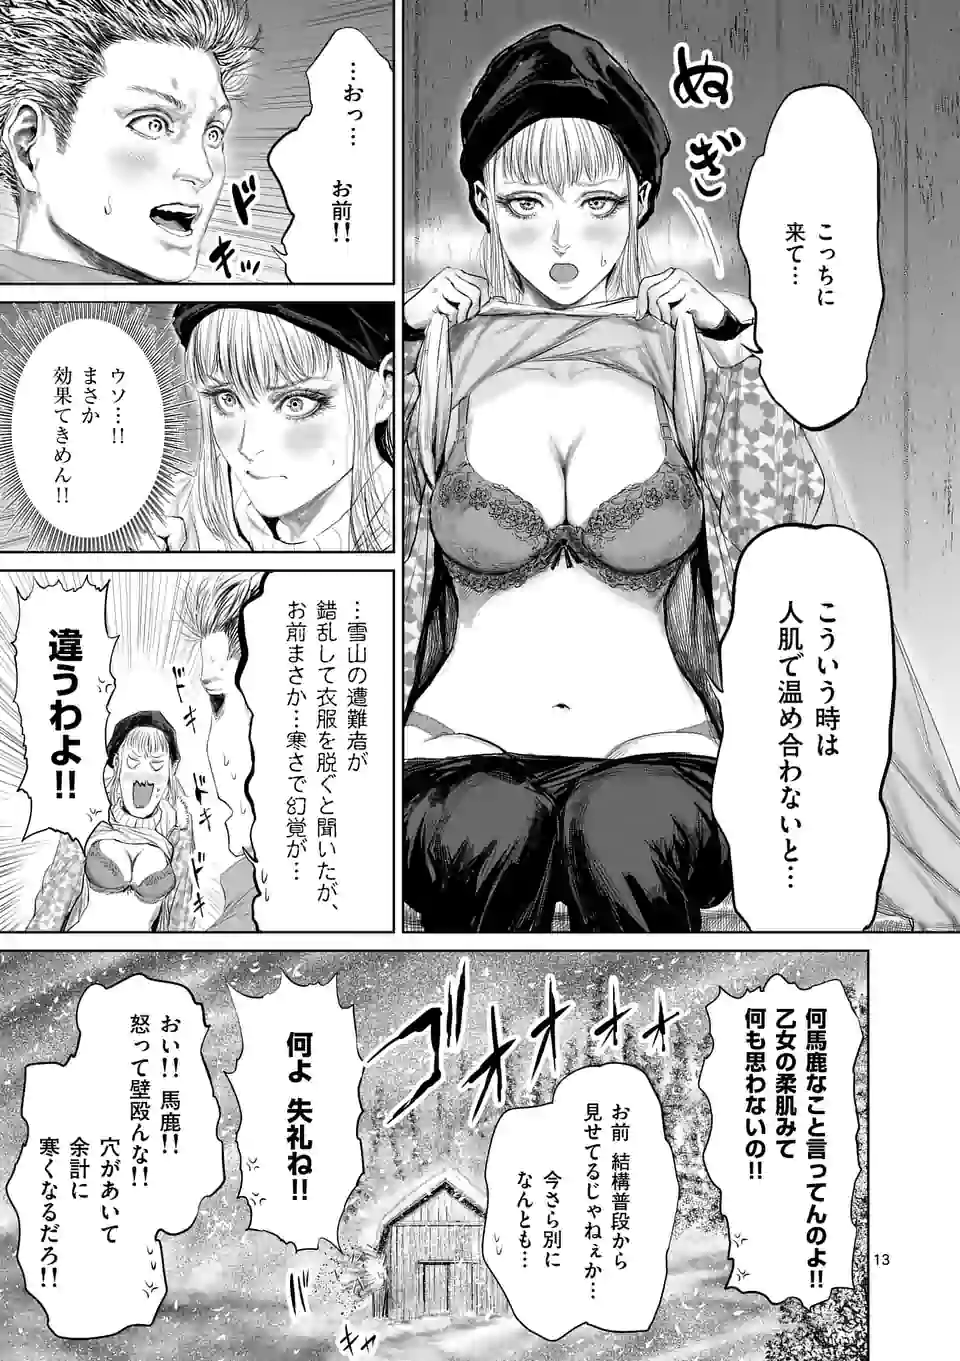 ぬぎ
こっちに
来て…
こういう時は
人肌で温め合わないと…
…おっ…
お前!!
ドキッ
ウソ…!!
まさか
効果てきめん!!
…雪山の遭難者が
錯乱して衣服を脱ぐと聞いたが、
お前まさか…寒さで幻覚が…
違うわよ!!
何馬鹿なこと言ってんのよ!!
乙女の柔肌みて
何も思わないの!!
お前 結構普段から
見せてるじゃねぇか…
今さら別に
なんとも…
ゴオオオオ
何よ 失礼ね!!
おい!! 馬鹿!!
怒って壁殴んな!!
穴があいて
余計に
寒くなるだろ!!
ギャ
13